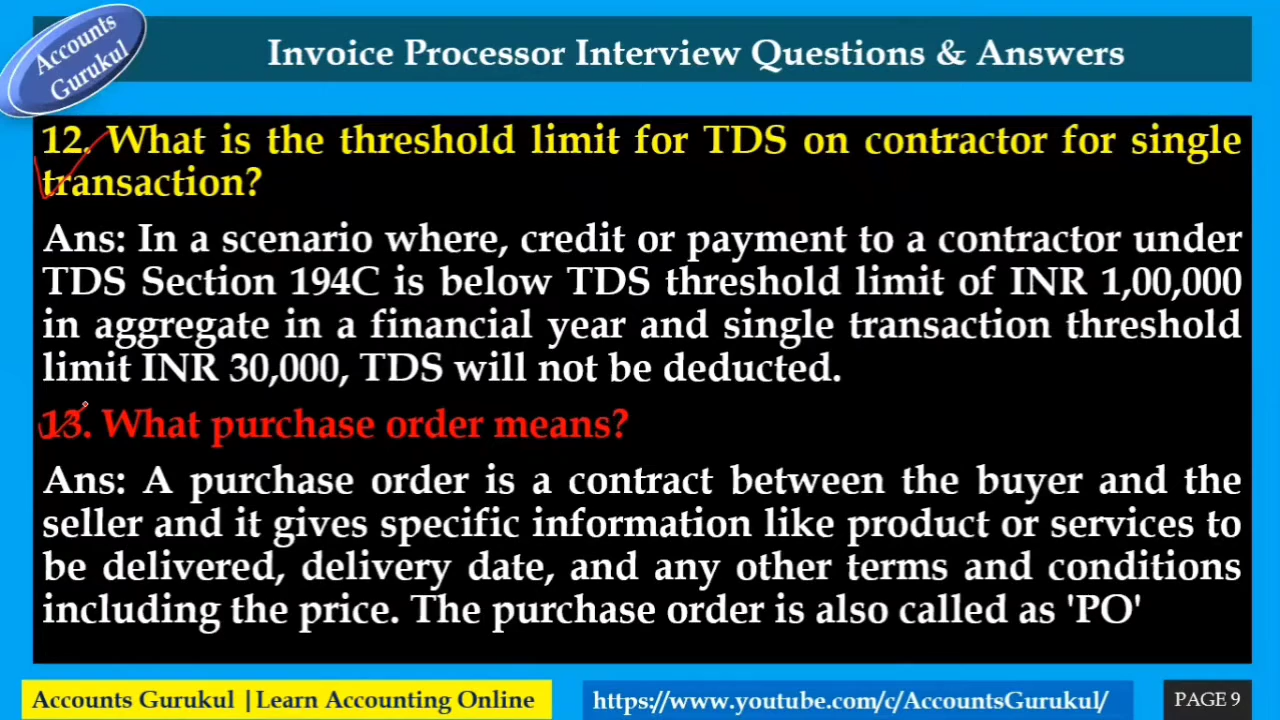 Accounts
Gurukul
Invoice Processor Interview Questions & Answers
12. What is the threshold limit for TDS on contractor for single
transaction?
Ans: In a scenario where, credit or payment to a contractor under
TDS Section 194C is below TDS threshold limit of INR 1,00,000
in aggregate in a financial year and single transaction threshold
limit INR 30,000, TDS will not be deducted.
13. What purchase order means?
Ans: A purchase order is a contract between the buyer and the
seller and it gives specific information like product or services to
be delivered, delivery date, and any other terms and conditions
including the price. The purchase order is also called as 'PO'
Accounts Gurukul |Learn Accounting Online
https://www.youtube.com/c/AccountsGurukul/
PAGE 9